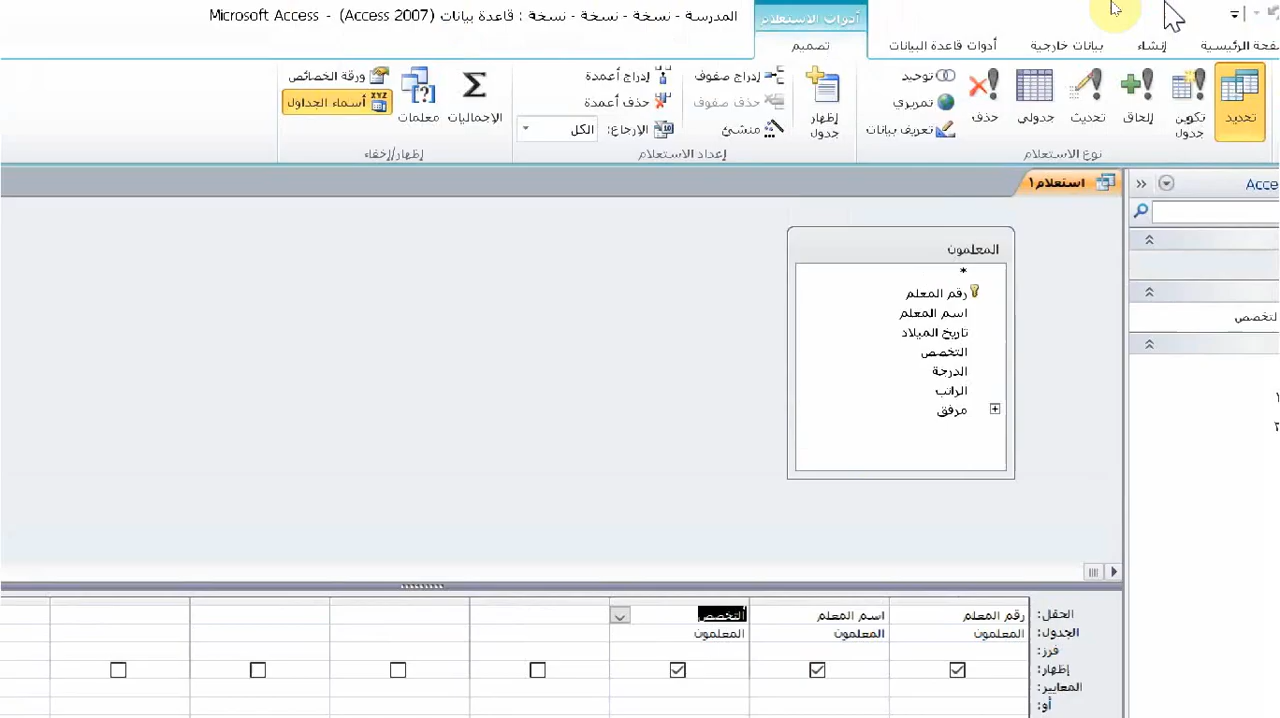 المدرسة - نسخة - نسخة - نسخة : قاعدة بيانات (Access 2007) - Microsoft Access
أدوات الاستعلام
إنشاء
بيانات خارجية
أدوات قاعدة البيانات
تصميم
تحديد
تكوين جدول
إلحاق
تحديث
جدولي
حذف
توحيد
تمريري
تعريف بيانات
نوع الاستعلام
إظهار جدول
إدراج صفوف
حذف صفوف
منشئ
إدراج أعمدة
حذف أعمدة
الإرجاع: الكل
إعداد الاستعلام
الإجماليات
معلمات
ورقة الخصائص
أسماء الجداول
إظهار/إخفاء
استعلام١
المعلمون
*
رقم المعلم
اسم المعلم
تاريخ الميلاد
التخصص
الدرجة
الراتب
مرفق
الحقل: رقم المعلم اسم المعلم التخصص
الجدول: المعلمون المعلمون المعلمون
فرز:
إظهار:
المعايير:
أو: